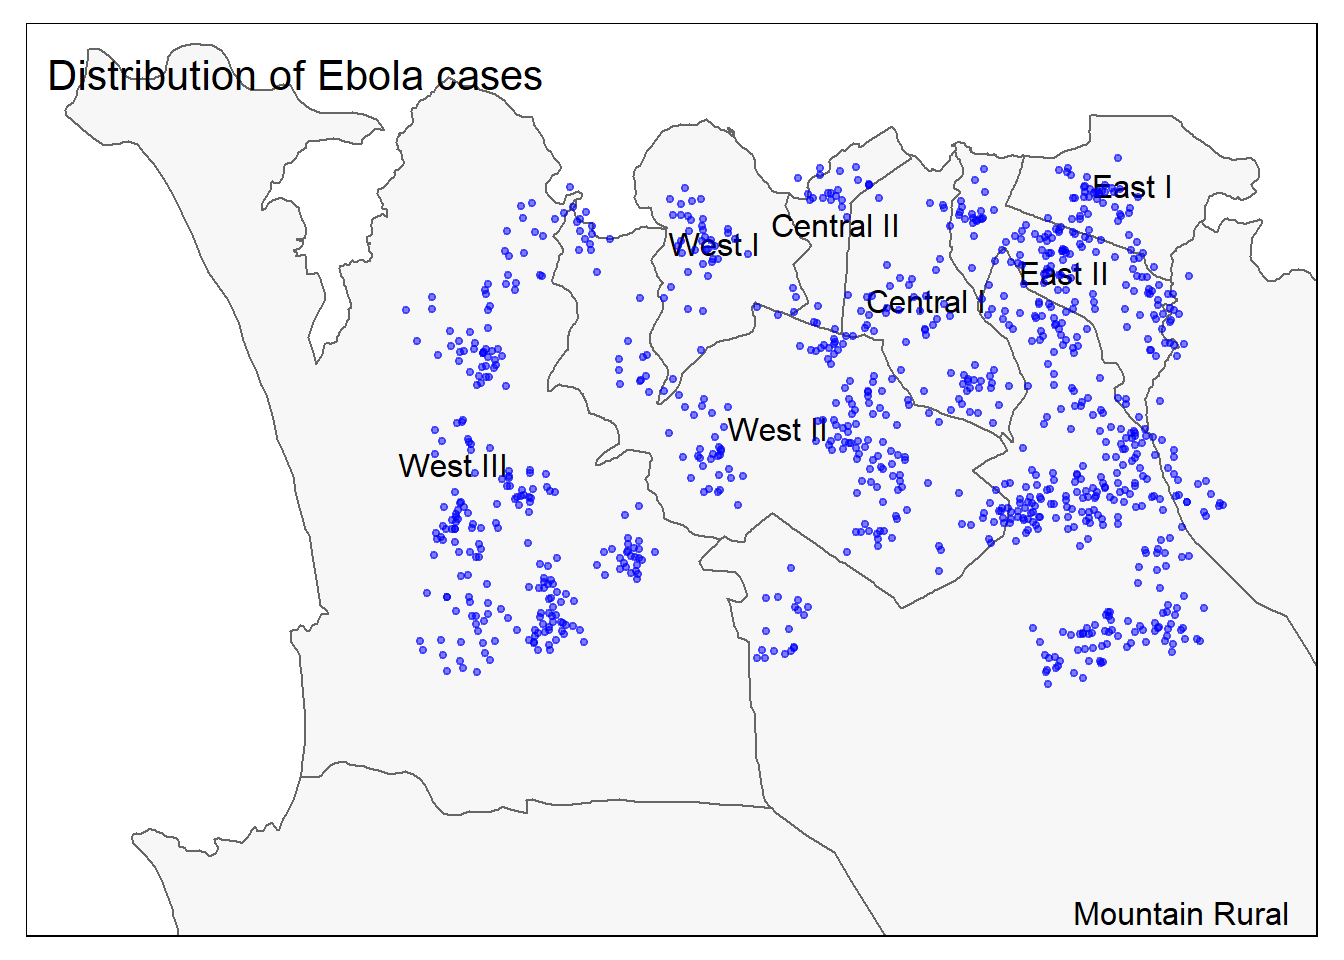 Distribution of Ebola cases
East I
Central II
West I
East II
Central I
West II
West III
Mountain Rural